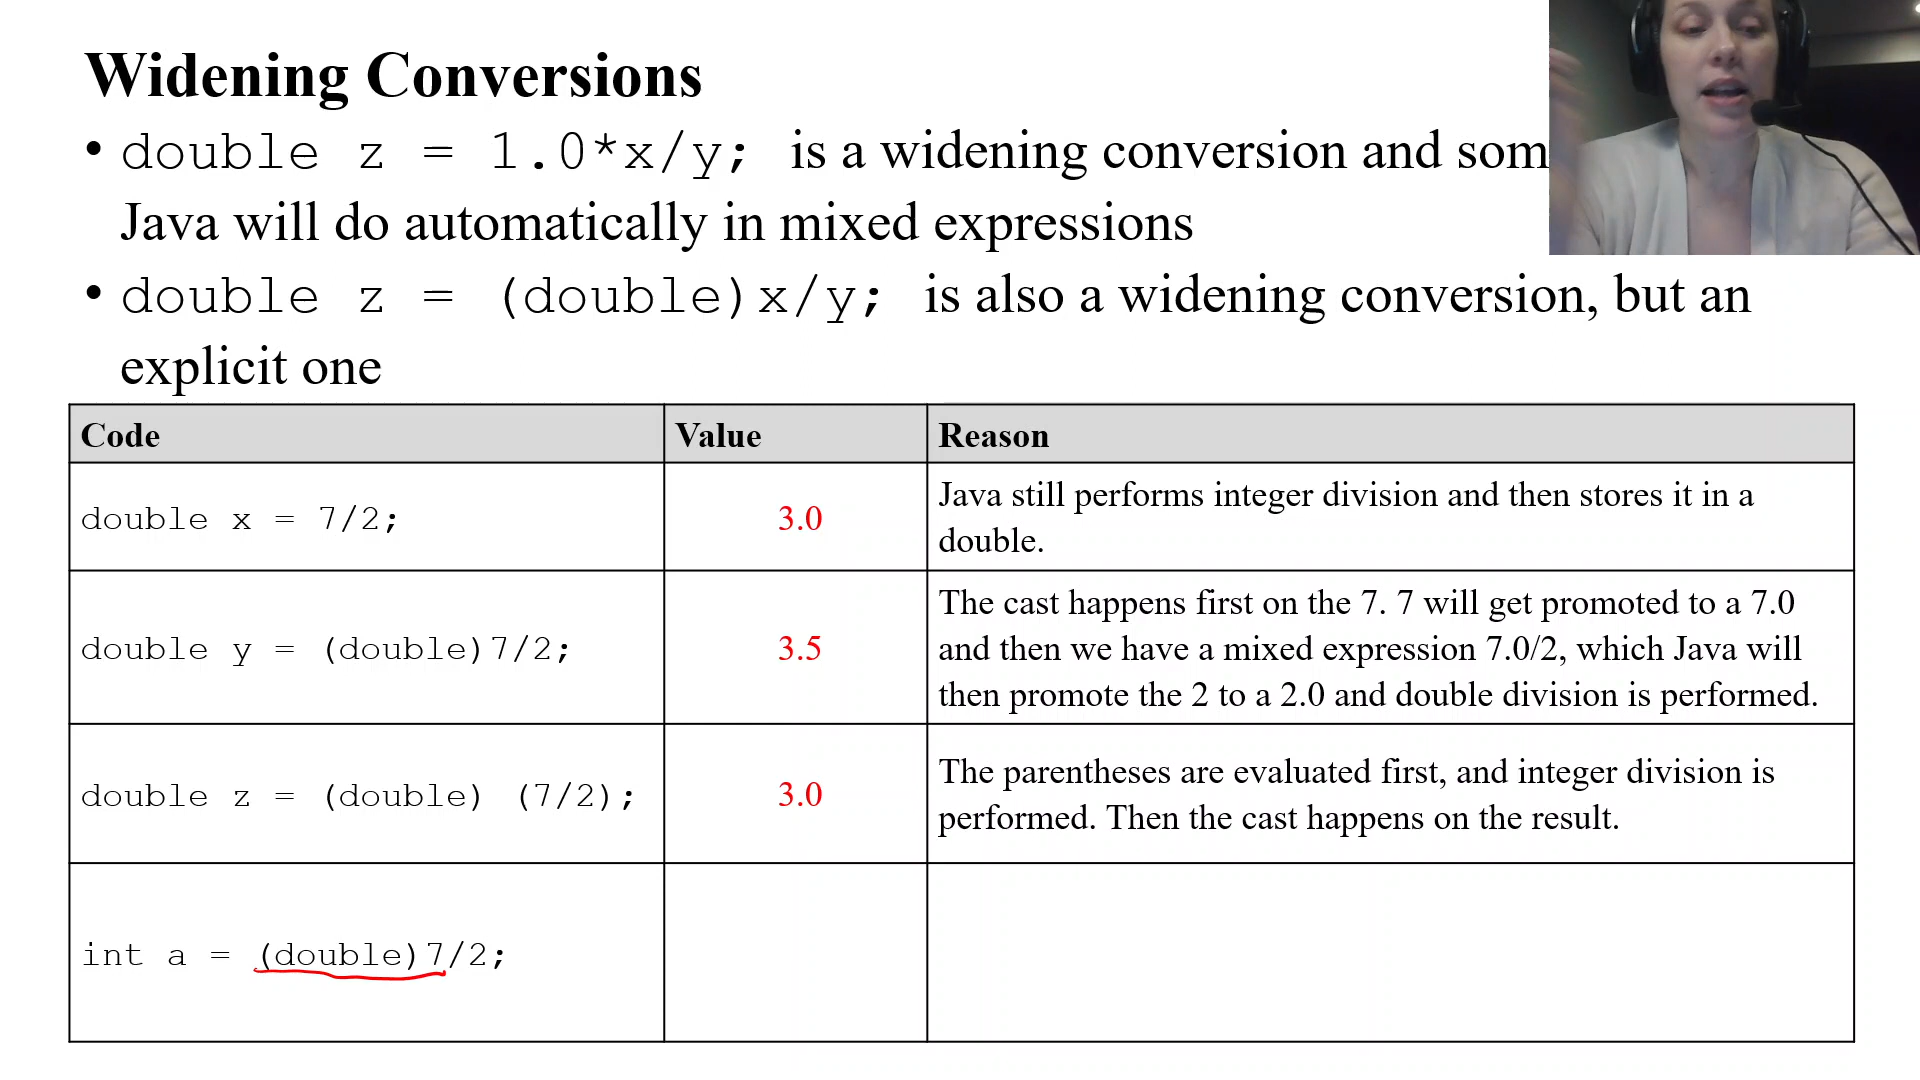 Widening Conversions
• double z = 1.0*x/y; is a widening conversion and som
Java will do automatically in mixed expressions
• double z = (double)x/y; is also a widening conversion, but an
explicit one
Code Value Reason
double x = 7/2; 3.0 Java still performs integer division and then stores it in a
double.
double y = (double)7/2; 3.5 The cast happens first on the 7. 7 will get promoted to a 7.0
and then we have a mixed expression 7.0/2, which Java will
then promote the 2 to a 2.0 and double division is performed.
double z = (double) (7/2); 3.0 The parentheses are evaluated first, and integer division is
performed. Then the cast happens on the result.
int a = (double)7/2;